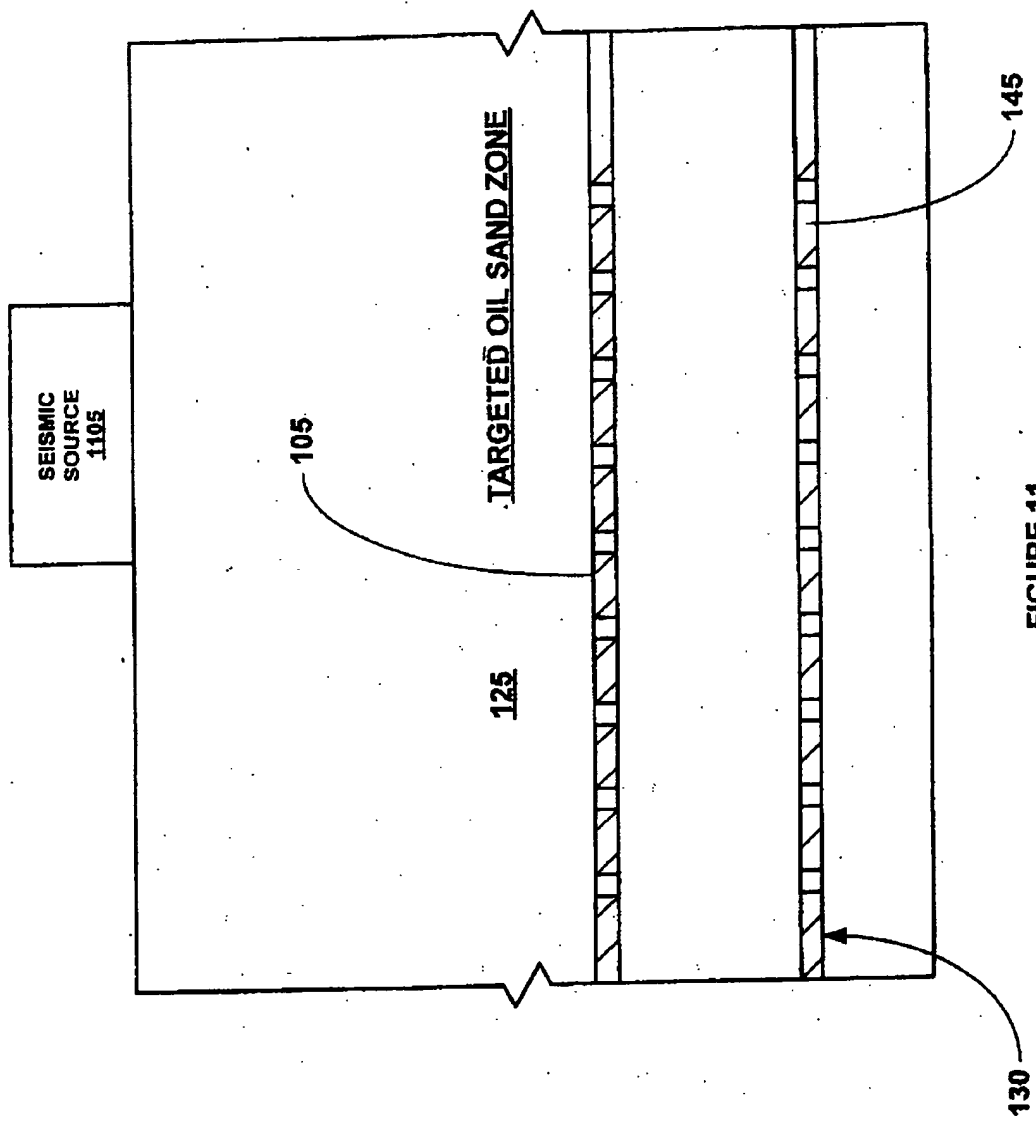 SEISMIC
SOURCE
1105
105
TARGETED OIL SAND ZONE
125
145
130
FIGURE 11